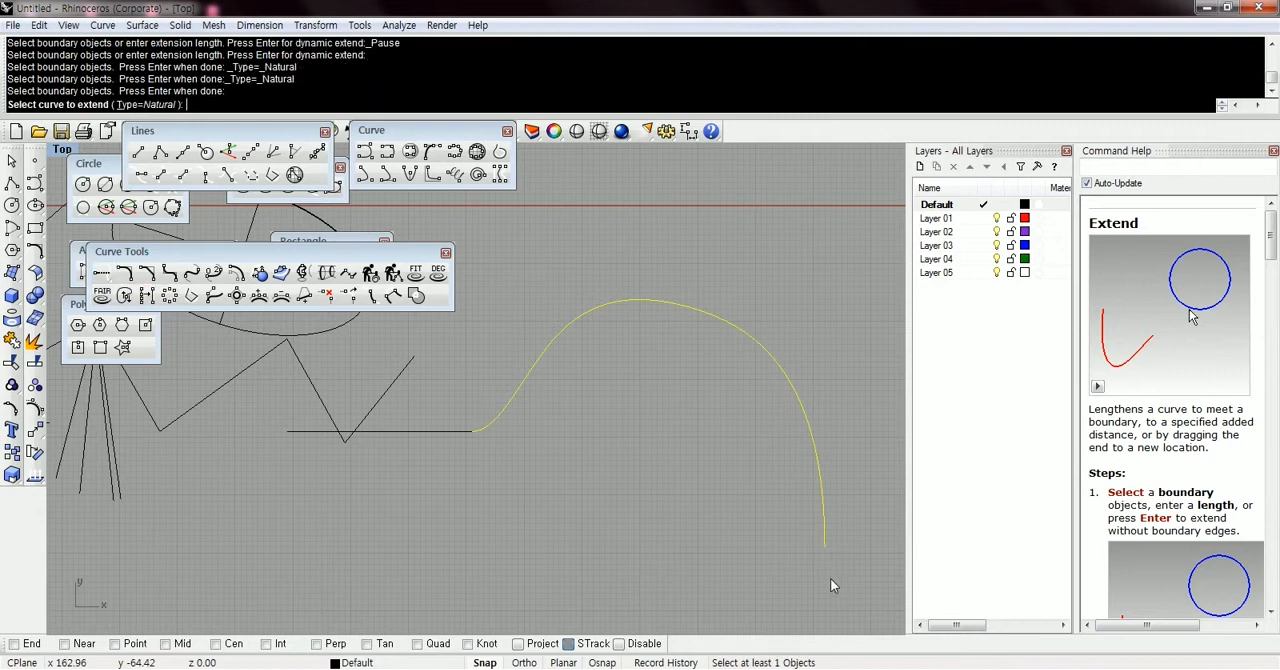 Untitled - Rhinoceros (Corporate) - [Top]
File Edit View Curve Surface Solid Mesh Dimension Transform Tools Analyze Render Help
Select boundary objects or enter extension length. Press Enter for dynamic extend:_Pause
Select boundary objects or enter extension length. Press Enter for dynamic extend:
Select boundary objects. Press Enter when done: _Type=_Natural
Select boundary objects. Press Enter when done:_Type=_Natural
Select boundary objects. Press Enter when done:
Select curve to extend ( Type=Natural ):
Lines
Curve
Top
Circle
Rectangle
Curve Tools
FIT DEG
FAIR
Layers - All Layers
Name
Default
Layer 01
Layer 02
Layer 03
Layer 04
Layer 05
Command Help
Auto-Update
Extend
Lengthens a curve to meet a
boundary, to a specified added
distance, or by dragging the
end to a new location.
Steps:
1. Select a boundary
objects, enter a length, or
press Enter to extend
without boundary edges.
y
x
End Near Point Mid Cen Int Perp Tan Quad Knot Project STrack Disable
CPlane x 162.96 y -64.42 z 0.00 Default Snap Ortho Planar Osnap Record History Select at least 1 Objects